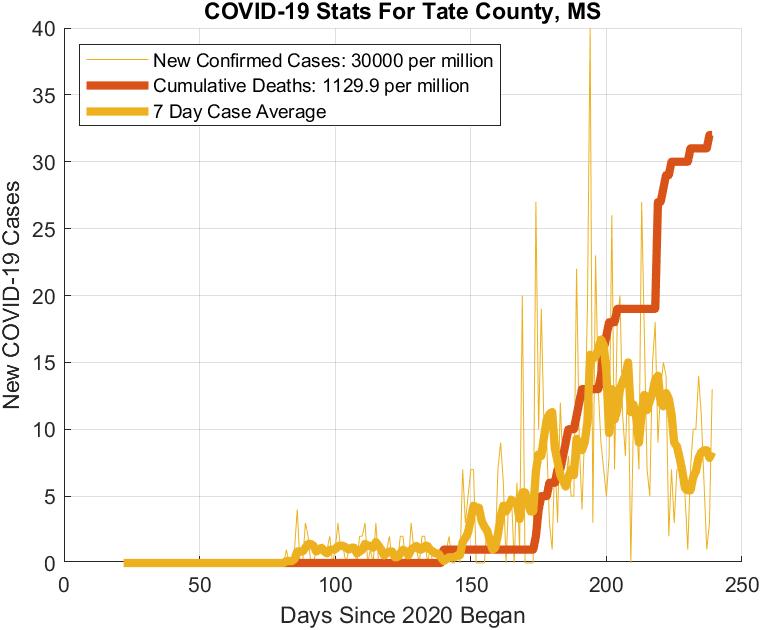 COVID-19 Stats For Tate County, MS
New Confirmed Cases: 30000 per million
Cumulative Deaths: 1129.9 per million
7 Day Case Average
New COVID-19 Cases
40
35
30
25
20
15
10
5
0
0 50 100 150 200 250
Days Since 2020 Began